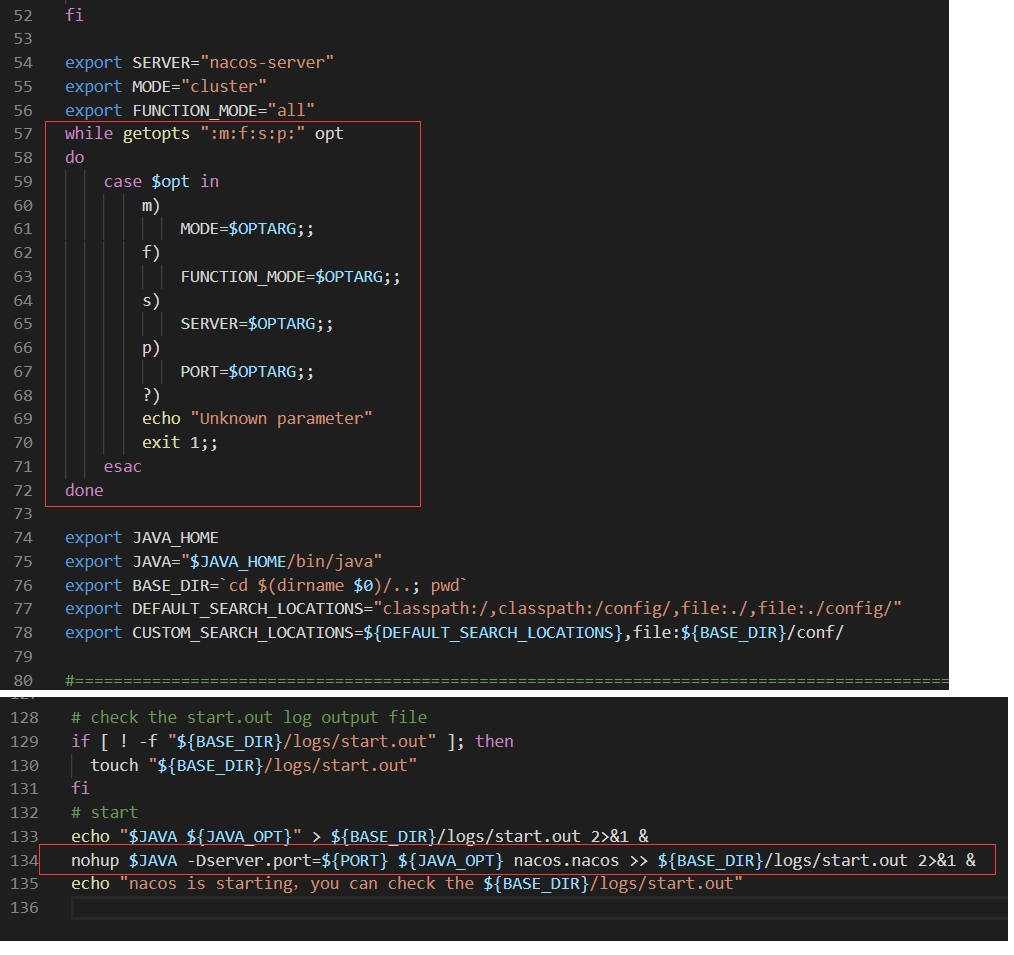 52 fi
53
54 export SERVER="nacos-server"
55 export MODE="cluster"
56 export FUNCTION_MODE="all"
57 while getopts ":m:f:s:p:" opt
58 do
59     case $opt in
60         m)
61             MODE=$OPTARG;;
62         f)
63             FUNCTION_MODE=$OPTARG;;
64         s)
65             SERVER=$OPTARG;;
66         p)
67             PORT=$OPTARG;;
68         ?)
69         echo "Unknown parameter"
70         exit 1;;
71     esac
72 done
73
74 export JAVA_HOME
75 export JAVA="$JAVA_HOME/bin/java"
76 export BASE_DIR=`cd $(dirname $0)/..; pwd`
77 export DEFAULT_SEARCH_LOCATIONS="classpath:/,classpath:/config/,file:./,file:./config/"
78 export CUSTOM_SEARCH_LOCATIONS=${DEFAULT_SEARCH_LOCATIONS},file:${BASE_DIR}/conf/
79
80 #===========================================================================================
128 # check the start.out log output file
129 if [ ! -f "${BASE_DIR}/logs/start.out" ]; then
130   touch "${BASE_DIR}/logs/start.out"
131 fi
132 # start
133 echo "$JAVA ${JAVA_OPT}" > ${BASE_DIR}/logs/start.out 2>&1 &
134 nohup $JAVA -Dserver.port=${PORT} ${JAVA_OPT} nacos.nacos >> ${BASE_DIR}/logs/start.out 2>&1 &
135 echo "nacos is starting，you can check the ${BASE_DIR}/logs/start.out"
136